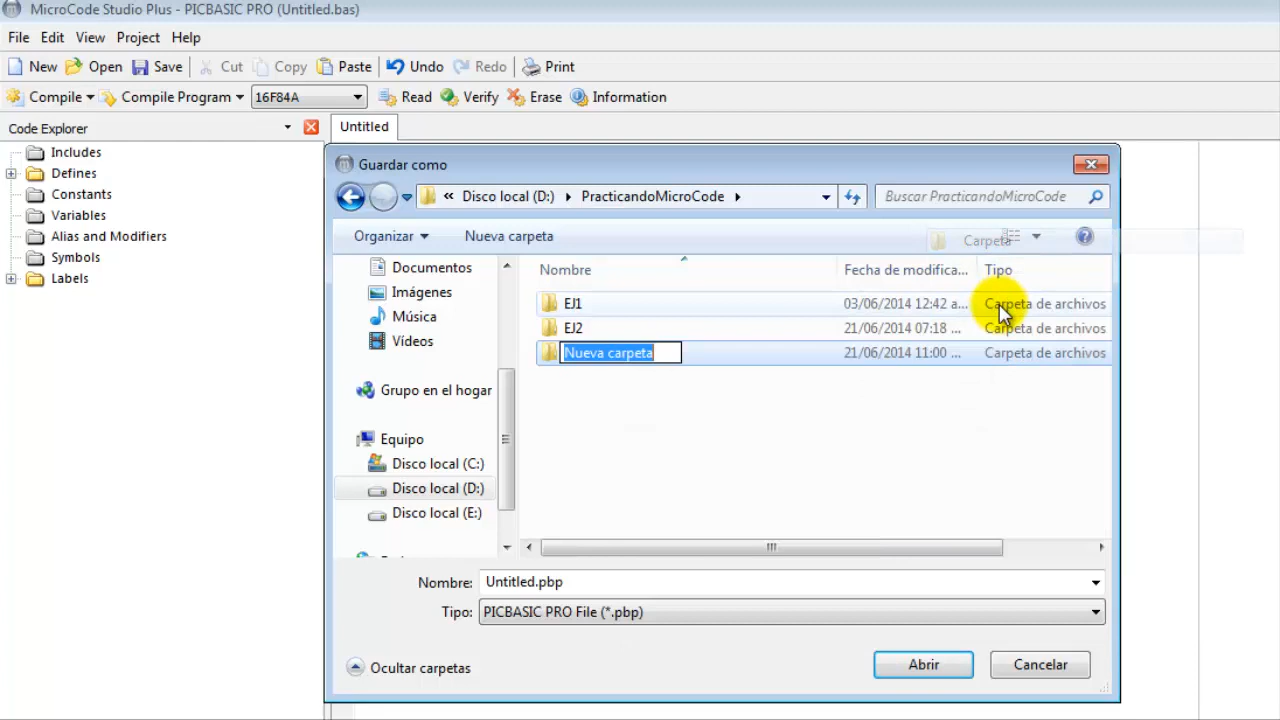 MicroCode Studio Plus - PICBASIC PRO (Untitled.bas)
File Edit View Project Help
New Open Save Cut Copy Paste Undo Redo Print
Compile Compile Program 16F84A Read Verify Erase Information
Code Explorer
Untitled
Includes
Defines
Constants
Variables
Alias and Modifiers
Symbols
Labels
Guardar como
« Disco local (D:) PracticandoMicroCode Buscar PracticandoMicroCode
Organizar Nueva carpeta Carpeta
Documentos
Imágenes
Música
Vídeos
Grupo en el hogar
Equipo
Disco local (C:)
Disco local (D:)
Disco local (E:)
Nombre Fecha de modifica... Tipo
EJ1 03/06/2014 12:42 a... Carpeta de archivos
EJ2 21/06/2014 07:18 ... Carpeta de archivos
Nueva carpeta 21/06/2014 11:00 ... Carpeta de archivos
Nombre: Untitled.pbp
Tipo: PICBASIC PRO File (*.pbp)
Ocultar carpetas Abrir Cancelar